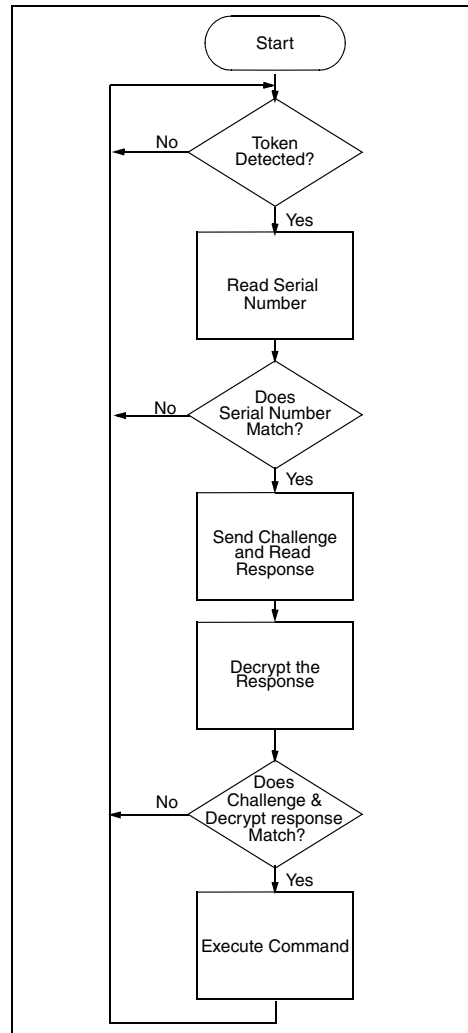 Start
Token
Detected?
No
Yes
Read Serial
Number
Does
Serial Number
Match?
No
Yes
Send Challenge
and Read
Response
Decrypt the
Response
Does
Challenge &
Decrypt response
Match?
No
Yes
Execute Command